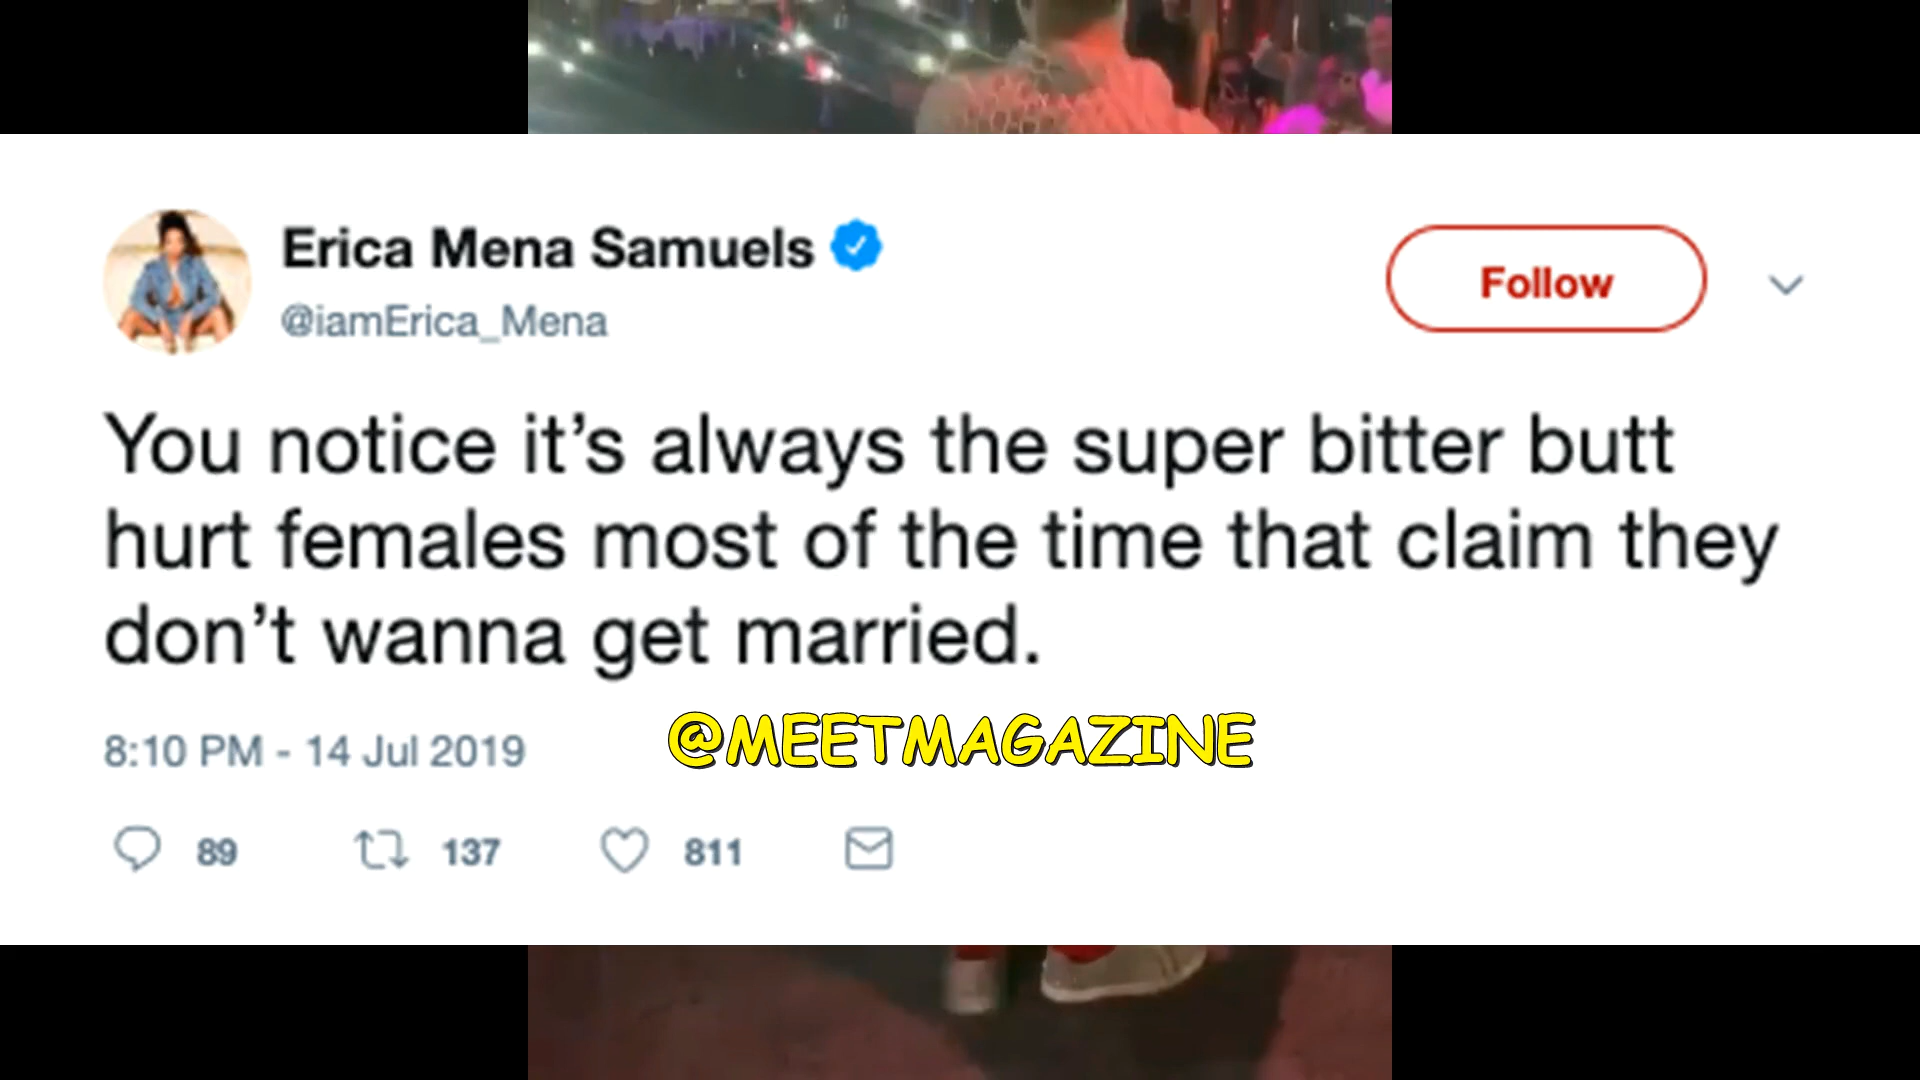 Erica Mena Samuels
@iamErica_Mena
Follow
You notice it’s always the super bitter butt
hurt females most of the time that claim they
don’t wanna get married.
8:10 PM - 14 Jul 2019
@MEETMAGAZINE
89 137 811